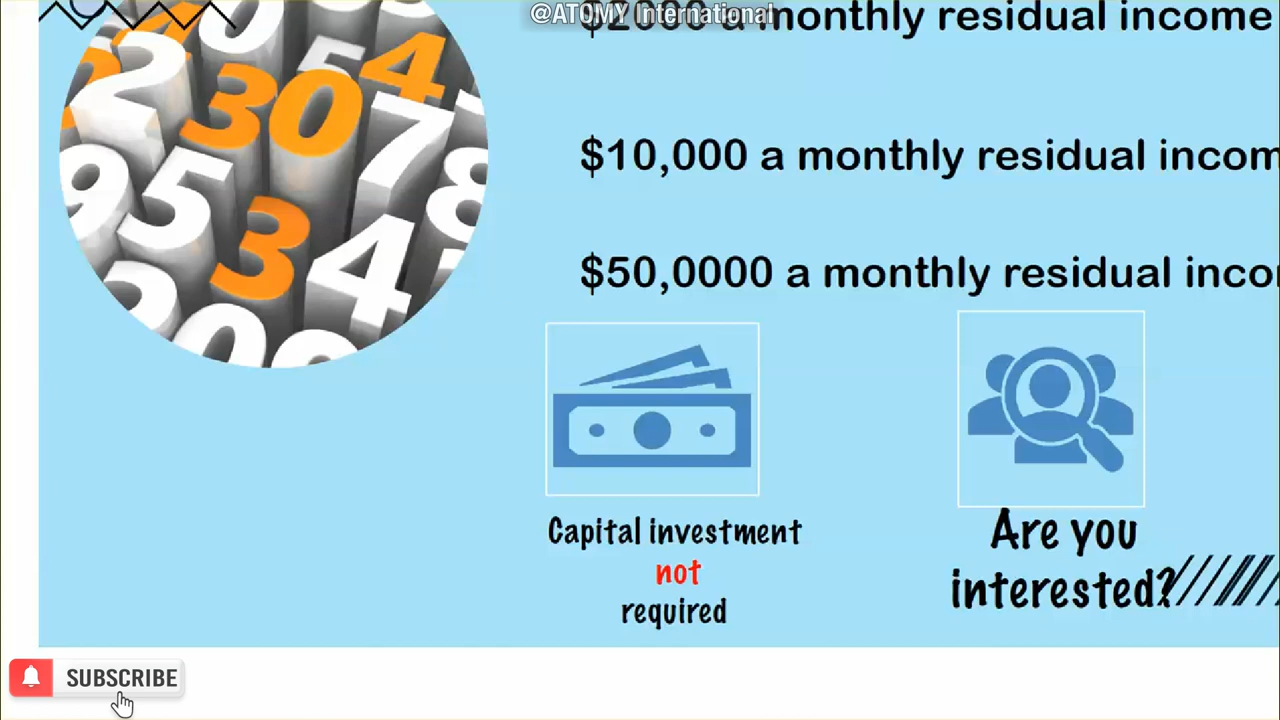 @ATOMY International
$2000 a monthly residual income
$10,000 a monthly residual incom
$50,0000 a monthly residual inco
Capital investment
not
required
Are you
interested?
SUBSCRIBE